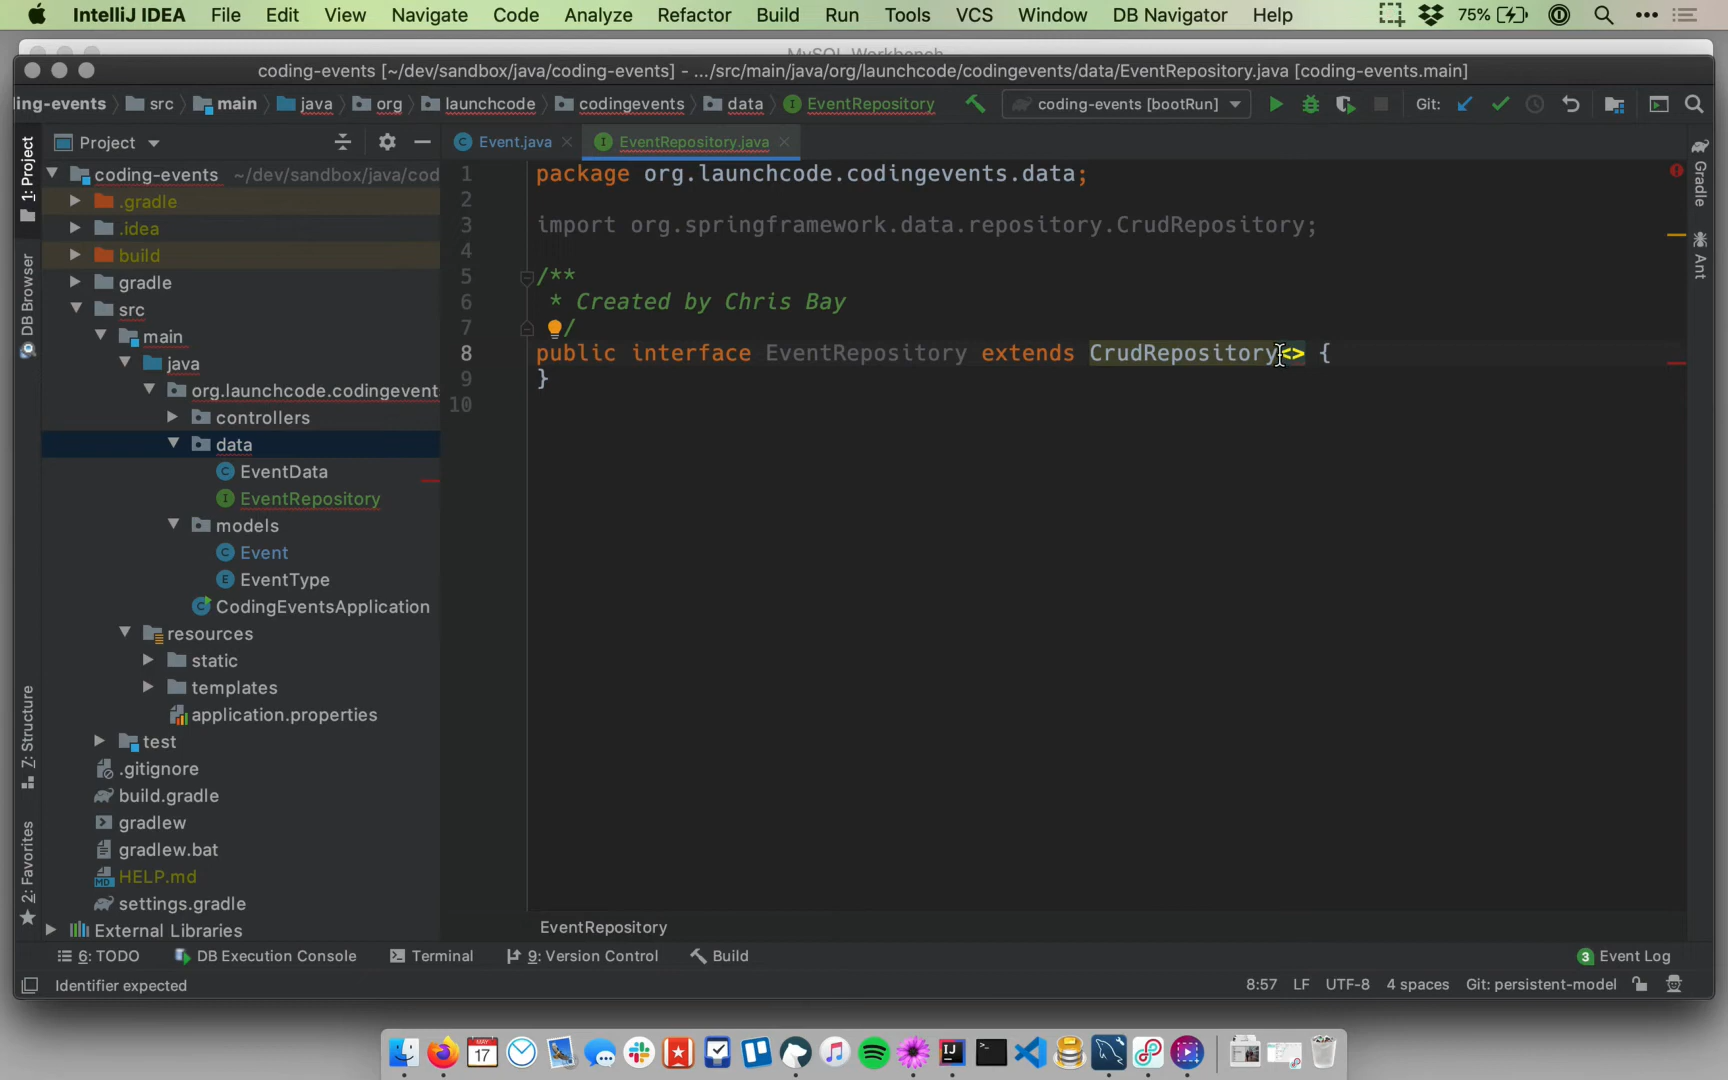 IntelliJ IDEA File Edit View Navigate Code Analyze Refactor Build Run Tools VCS Window DB Navigator Help 75%
MySQL Workbench
coding-events [~/dev/sandbox/java/coding-events] - .../src/main/java/org/launchcode/codingevents/data/EventRepository.java [coding-events.main]
ing-events src main java org launchcode codingevents data EventRepository coding-events [bootRun] Git:
1: Project
DB Browser
7: Structure
2: Favorites
Project
coding-events ~/dev/sandbox/java/cod
.gradle
.idea
build
gradle
src
main
java
org.launchcode.codingevent
controllers
data
EventData
EventRepository
models
Event
EventType
CodingEventsApplication
resources
static
templates
application.properties
test
.gitignore
build.gradle
gradlew
gradlew.bat
HELP.md
settings.gradle
External Libraries
Event.java EventRepository.java
1 package org.launchcode.codingevents.data;
2
3 import org.springframework.data.repository.CrudRepository;
4
5 /**
6 * Created by Chris Bay
7 /
8 public interface EventRepository extends CrudRepository<> {
9 }
10
EventRepository
Gradle
Ant
6: TODO DB Execution Console Terminal 9: Version Control Build 3 Event Log
Identifier expected 8:57 LF UTF-8 4 spaces Git: persistent-model
MAY
17
IJ